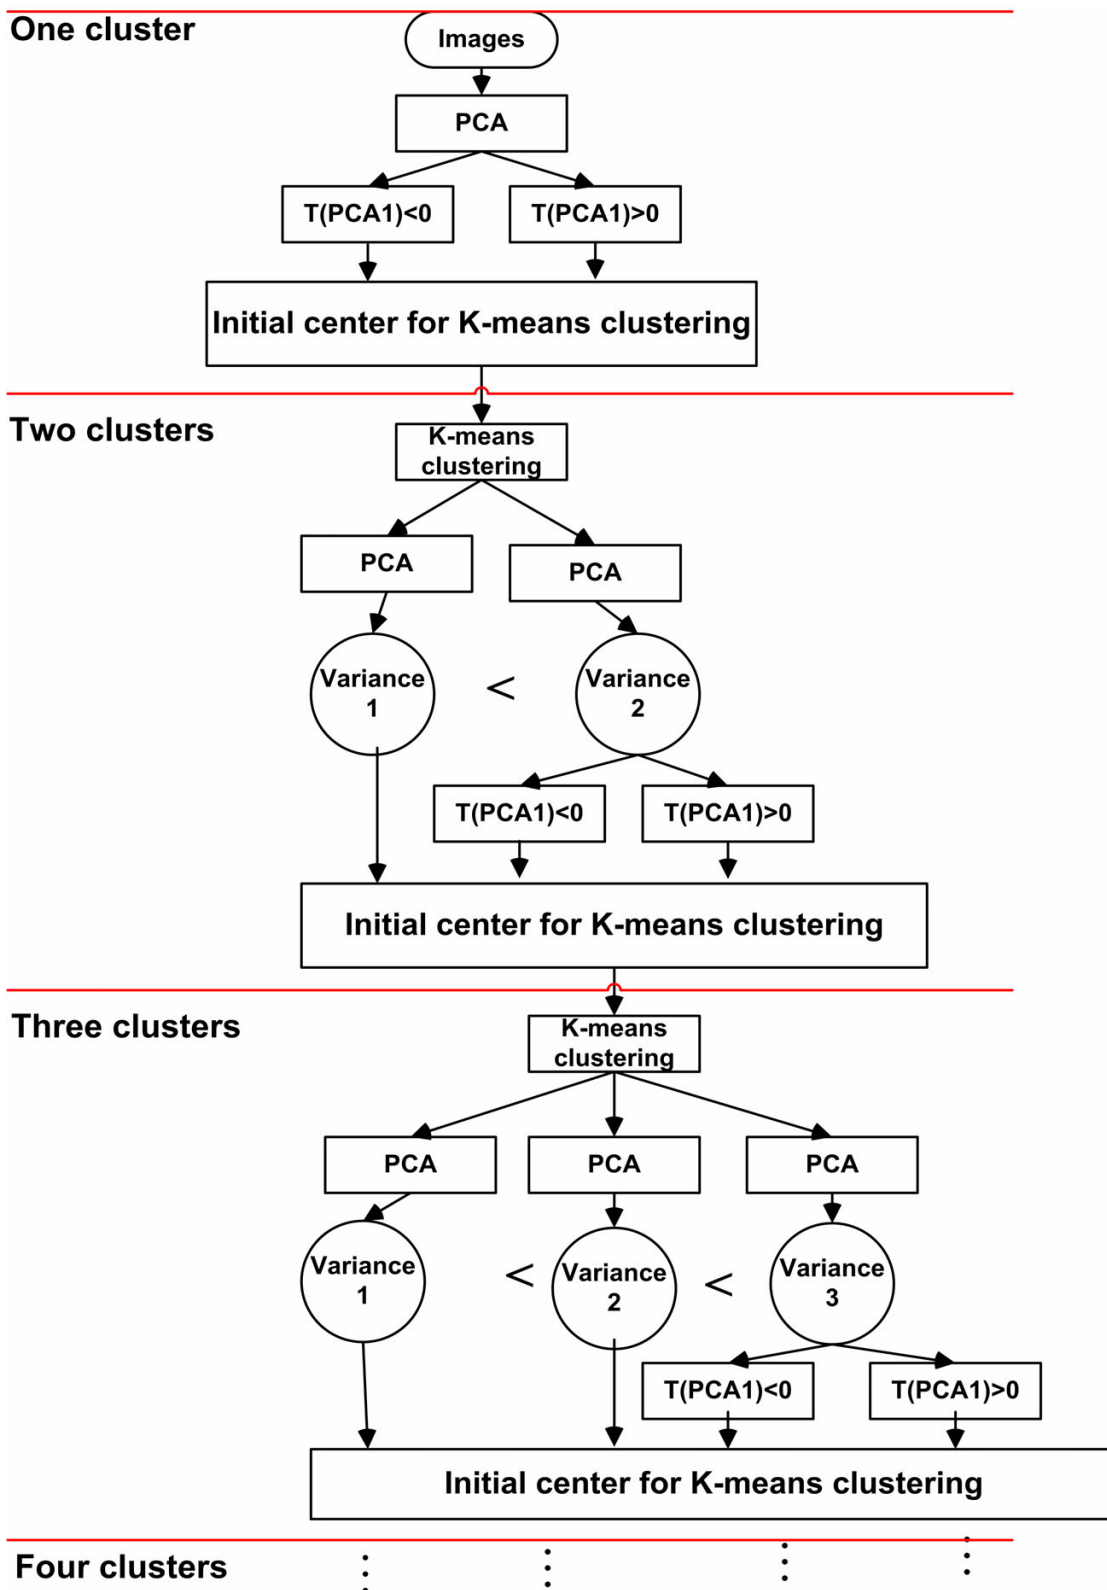 One cluster
Images
PCA
T(PCA1)<0
T(PCA1)>0
Initial center for K-means clustering
Two clusters
K-means
clustering
PCA
PCA
Variance
1
<
Variance
2
T(PCA1)<0
T(PCA1)>0
Initial center for K-means clustering
Three clusters
K-means
clustering
PCA
PCA
PCA
Variance
1
<
Variance
2
<
Variance
3
T(PCA1)<0
T(PCA1)>0
Initial center for K-means clustering
Four clusters